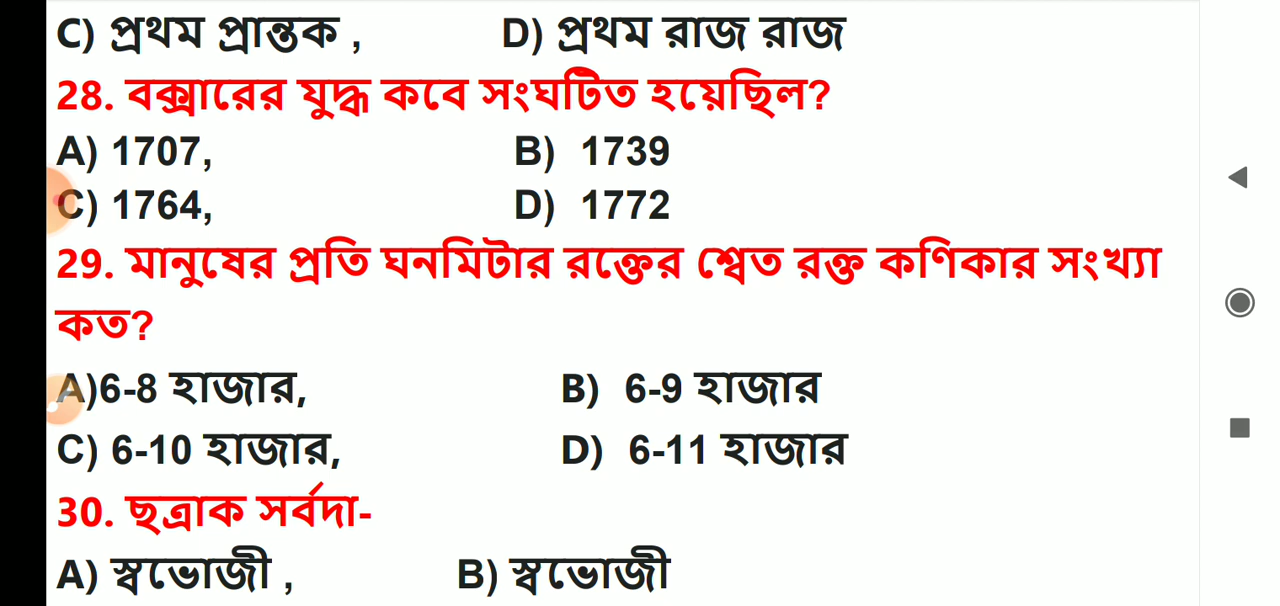 C) প্রথম প্রান্তক , D) প্রথম রাজ রাজ
28. বক্সারের যুদ্ধ কবে সংঘটিত হয়েছিল?
A) 1707, B) 1739
C) 1764, D) 1772
29. মানুষের প্রতি ঘনমিটার রক্তের শ্বেত রক্ত কণিকার সংখ্যা
কত?
A)6-8 হাজার, B) 6-9 হাজার
C) 6-10 হাজার, D) 6-11 হাজার
30. ছত্রাক সর্বদা-
A) স্বভোজী , B) স্বভোজী